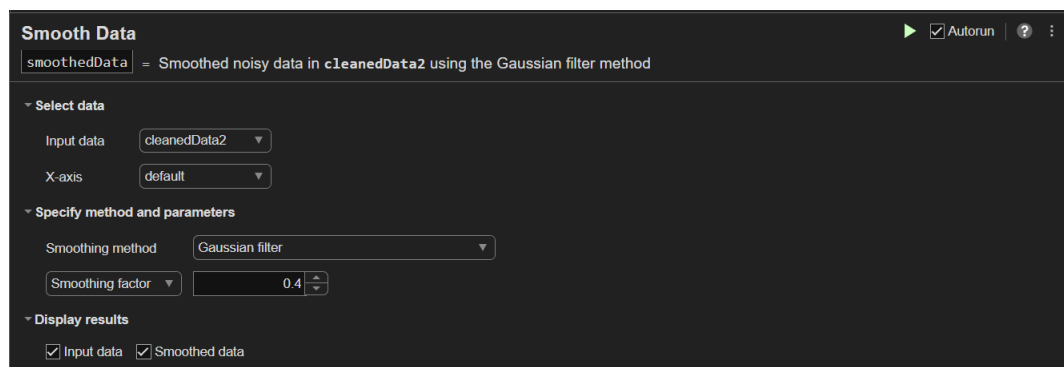 Smooth Data
Autorun ?
smoothedData = Smoothed noisy data in cleanedData2 using the Gaussian filter method
Select data
Input data cleanedData2
X-axis default
Specify method and parameters
Smoothing method Gaussian filter
Smoothing factor 0.4
Display results
Input data Smoothed data